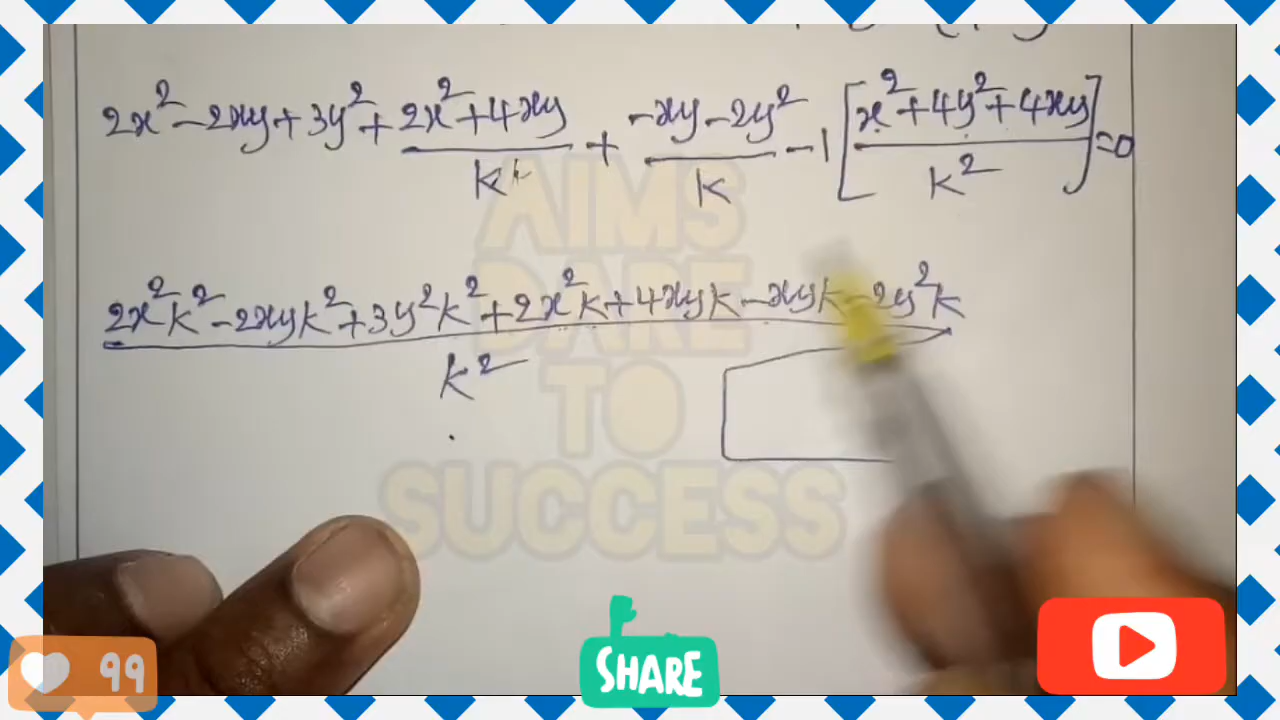 2x² - 2xy + 3y² + (2x² + 4xy)/k + (-xy - 2y²)/k - 1[(x² + 4y² + 4xy)/k²] = 0
2x²k² - 2xyk² + 3y²k² + 2x²k + 4xyk - xyk - 2y²k
k²
AIMS
DARE
TO
SUCCESS
99
SHARE